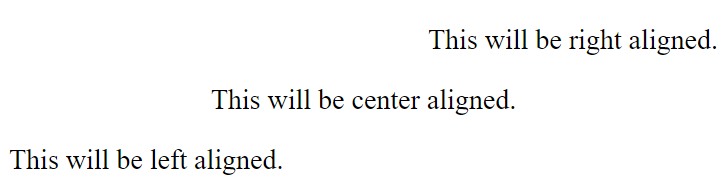 This will be right aligned.
This will be center aligned.
This will be left aligned.